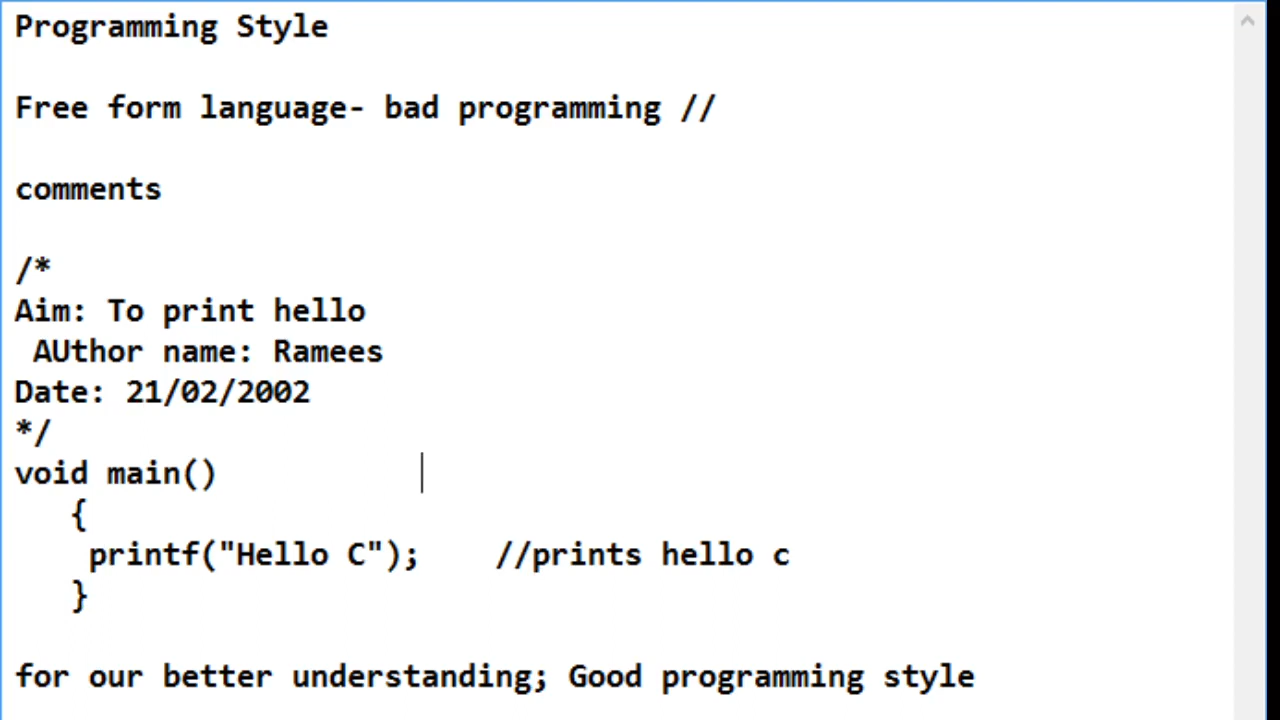 Programming Style
Free form language- bad programming //
comments
/*
Aim: To print hello
AUthor name: Ramees
Date: 21/02/2002
*/
void main()
{
printf("Hello C");    //prints hello c
}
for our better understanding; Good programming style